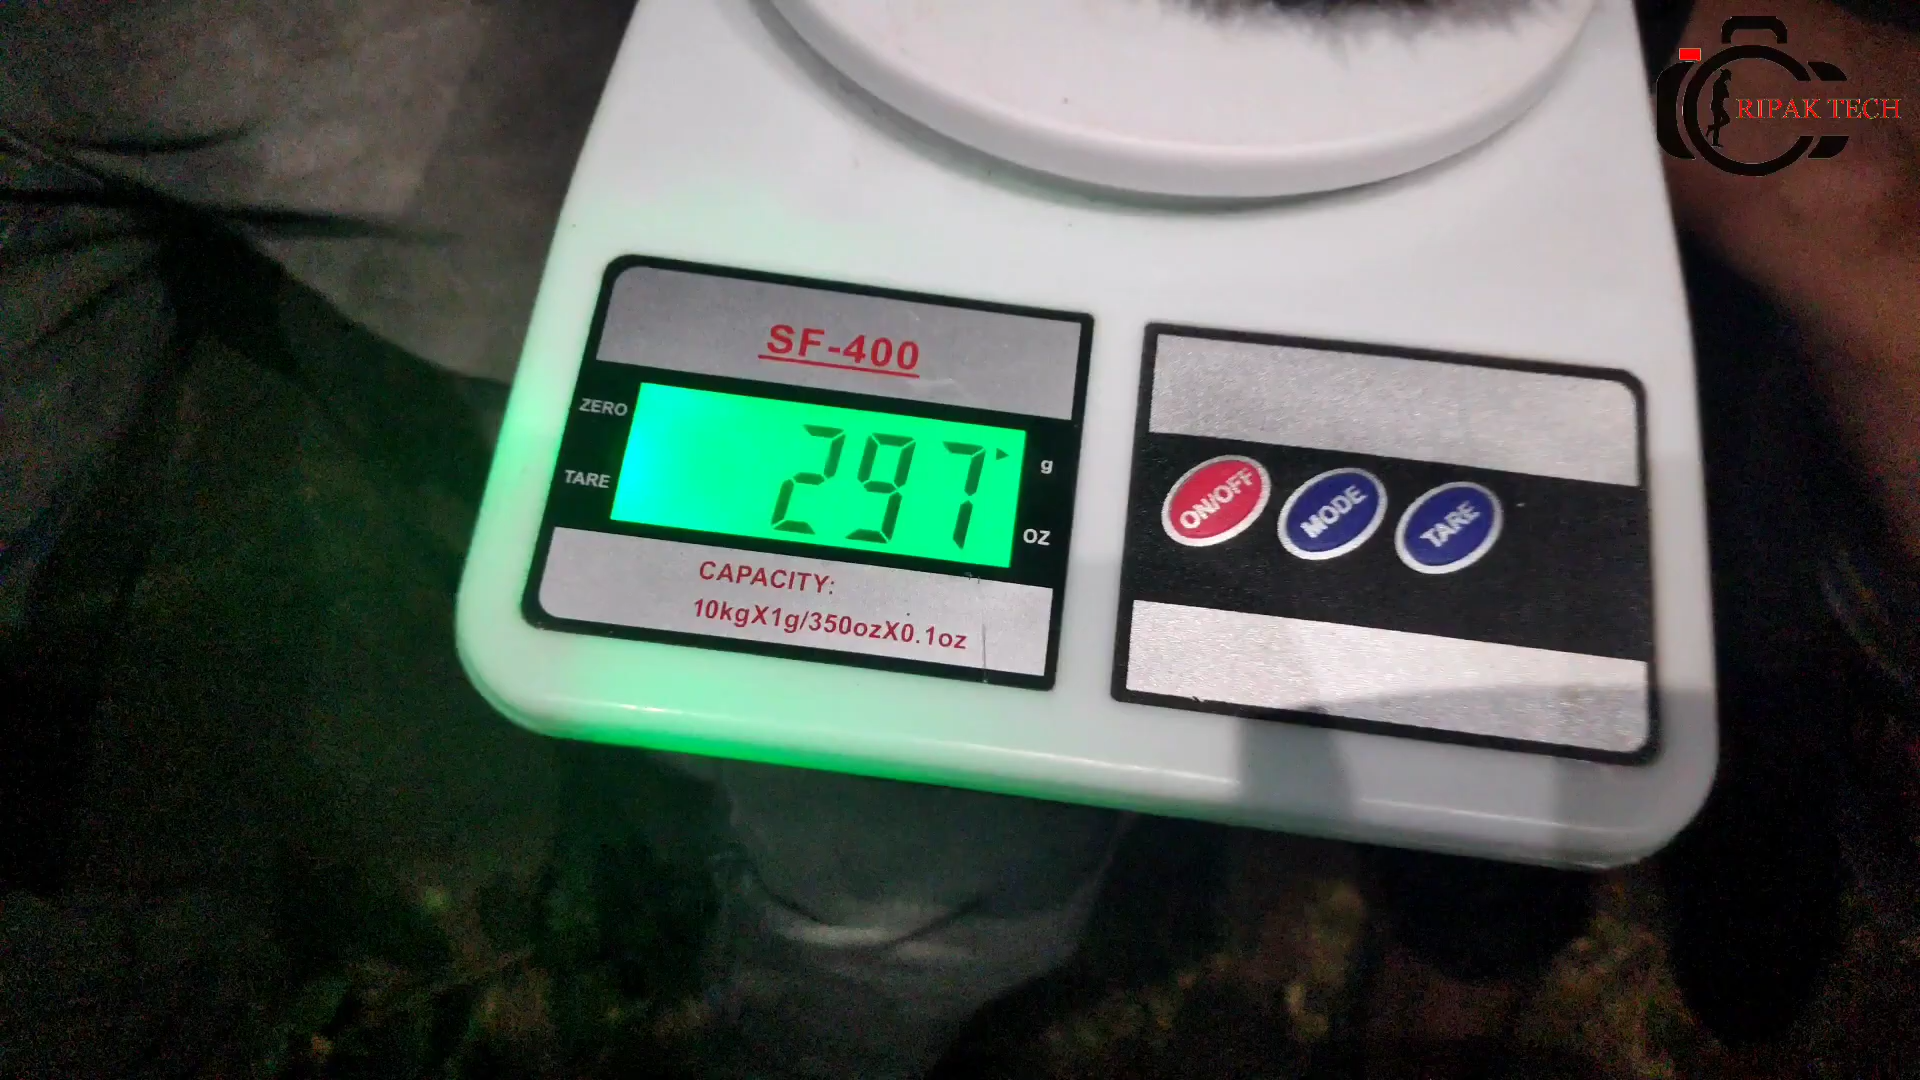 RIPAK TECH
SF-400
ZERO
TARE
297
g
OZ
CAPACITY:
10kgX1g/350ozX0.1oz
ON/OFF
MODE
TARE